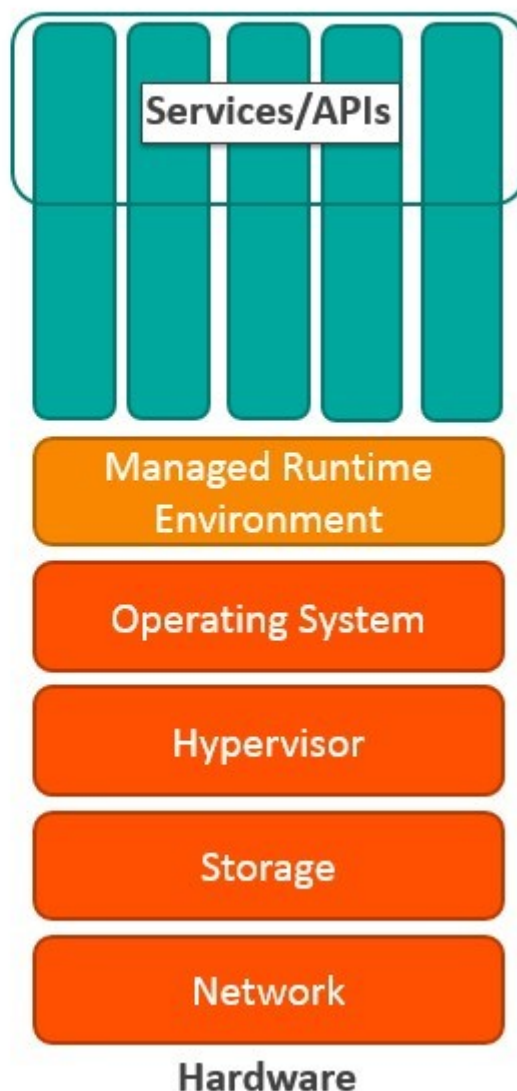 Services/APIs
Managed Runtime
Environment
Operating System
Hypervisor
Storage
Network
Hardware